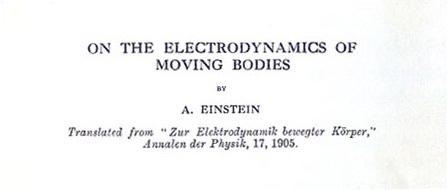 ON THE ELECTRODYNAMICS OF
MOVING BODIES
BY
A. EINSTEIN
Translated from "Zur Elektrodynamik bewegter Körper,"
Annalen der Physik, 17, 1905.